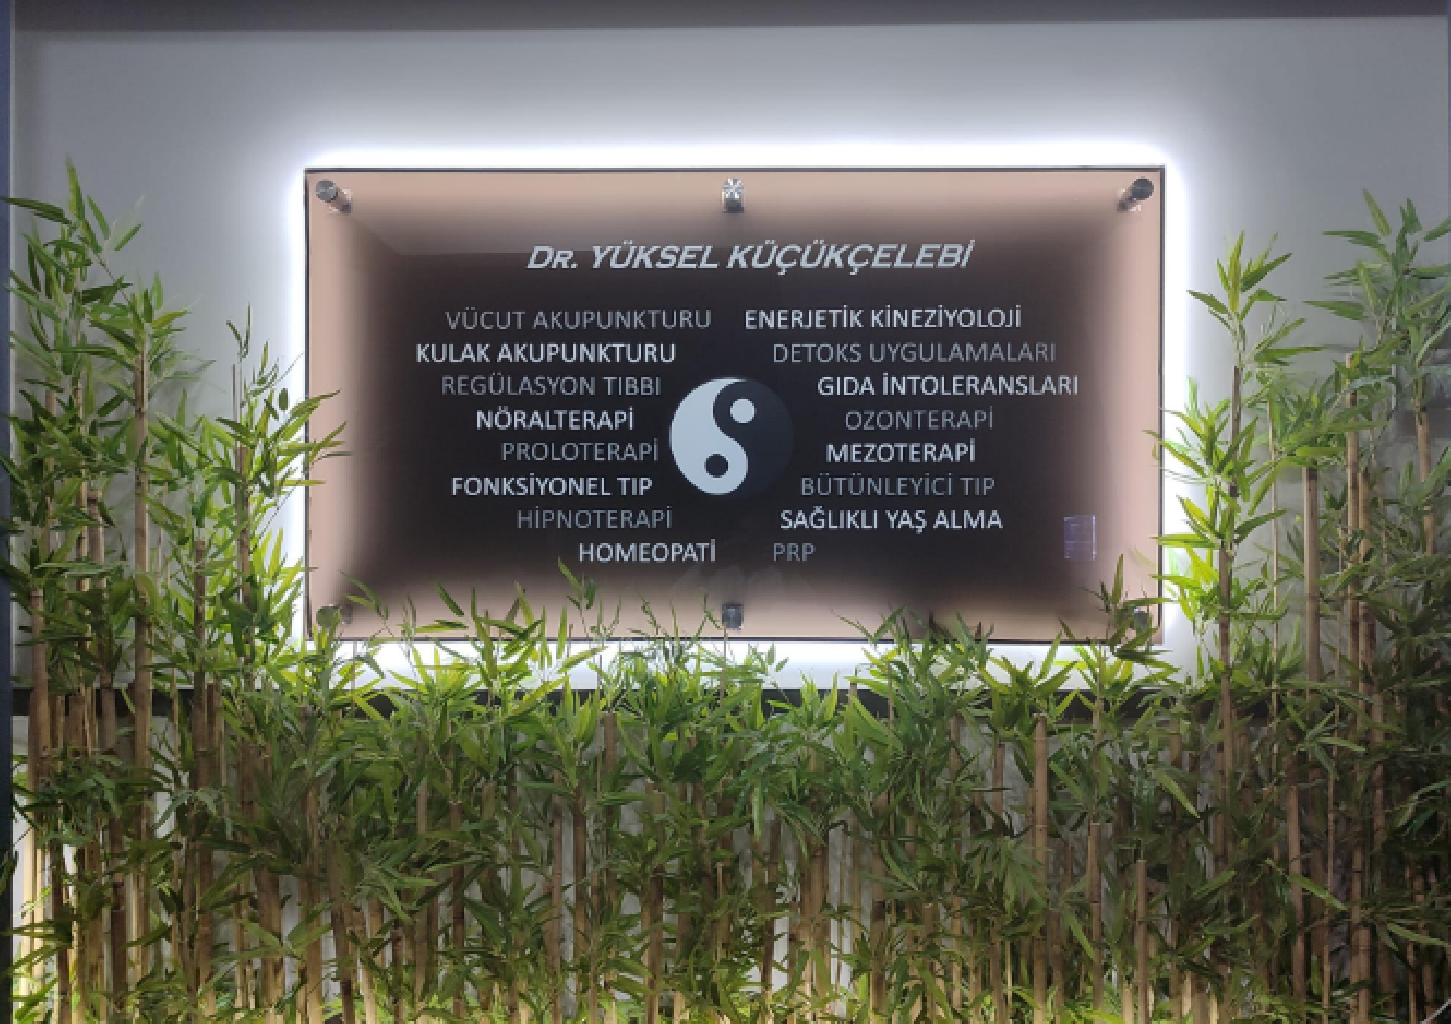 Dr. YÜKSEL KÜÇÜKÇELEBİ
VÜCUT AKUPUNKTURU ENERJETİK KİNEZİYOLOJİ
KULAK AKUPUNKTURU DETOKS UYGULAMALARI
REGÜLASYON TIBBI GIDA İNTOLERANSLARI
NÖRALTERAPİ OZONTERAPİ
PROLOTERAPİ MEZOTERAPİ
FONKSİYONEL TIP BÜTÜNLEYİCİ TIP
HİPNOTERAPİ SAĞLIKLI YAŞ ALMA
HOMEOPATİ PRP